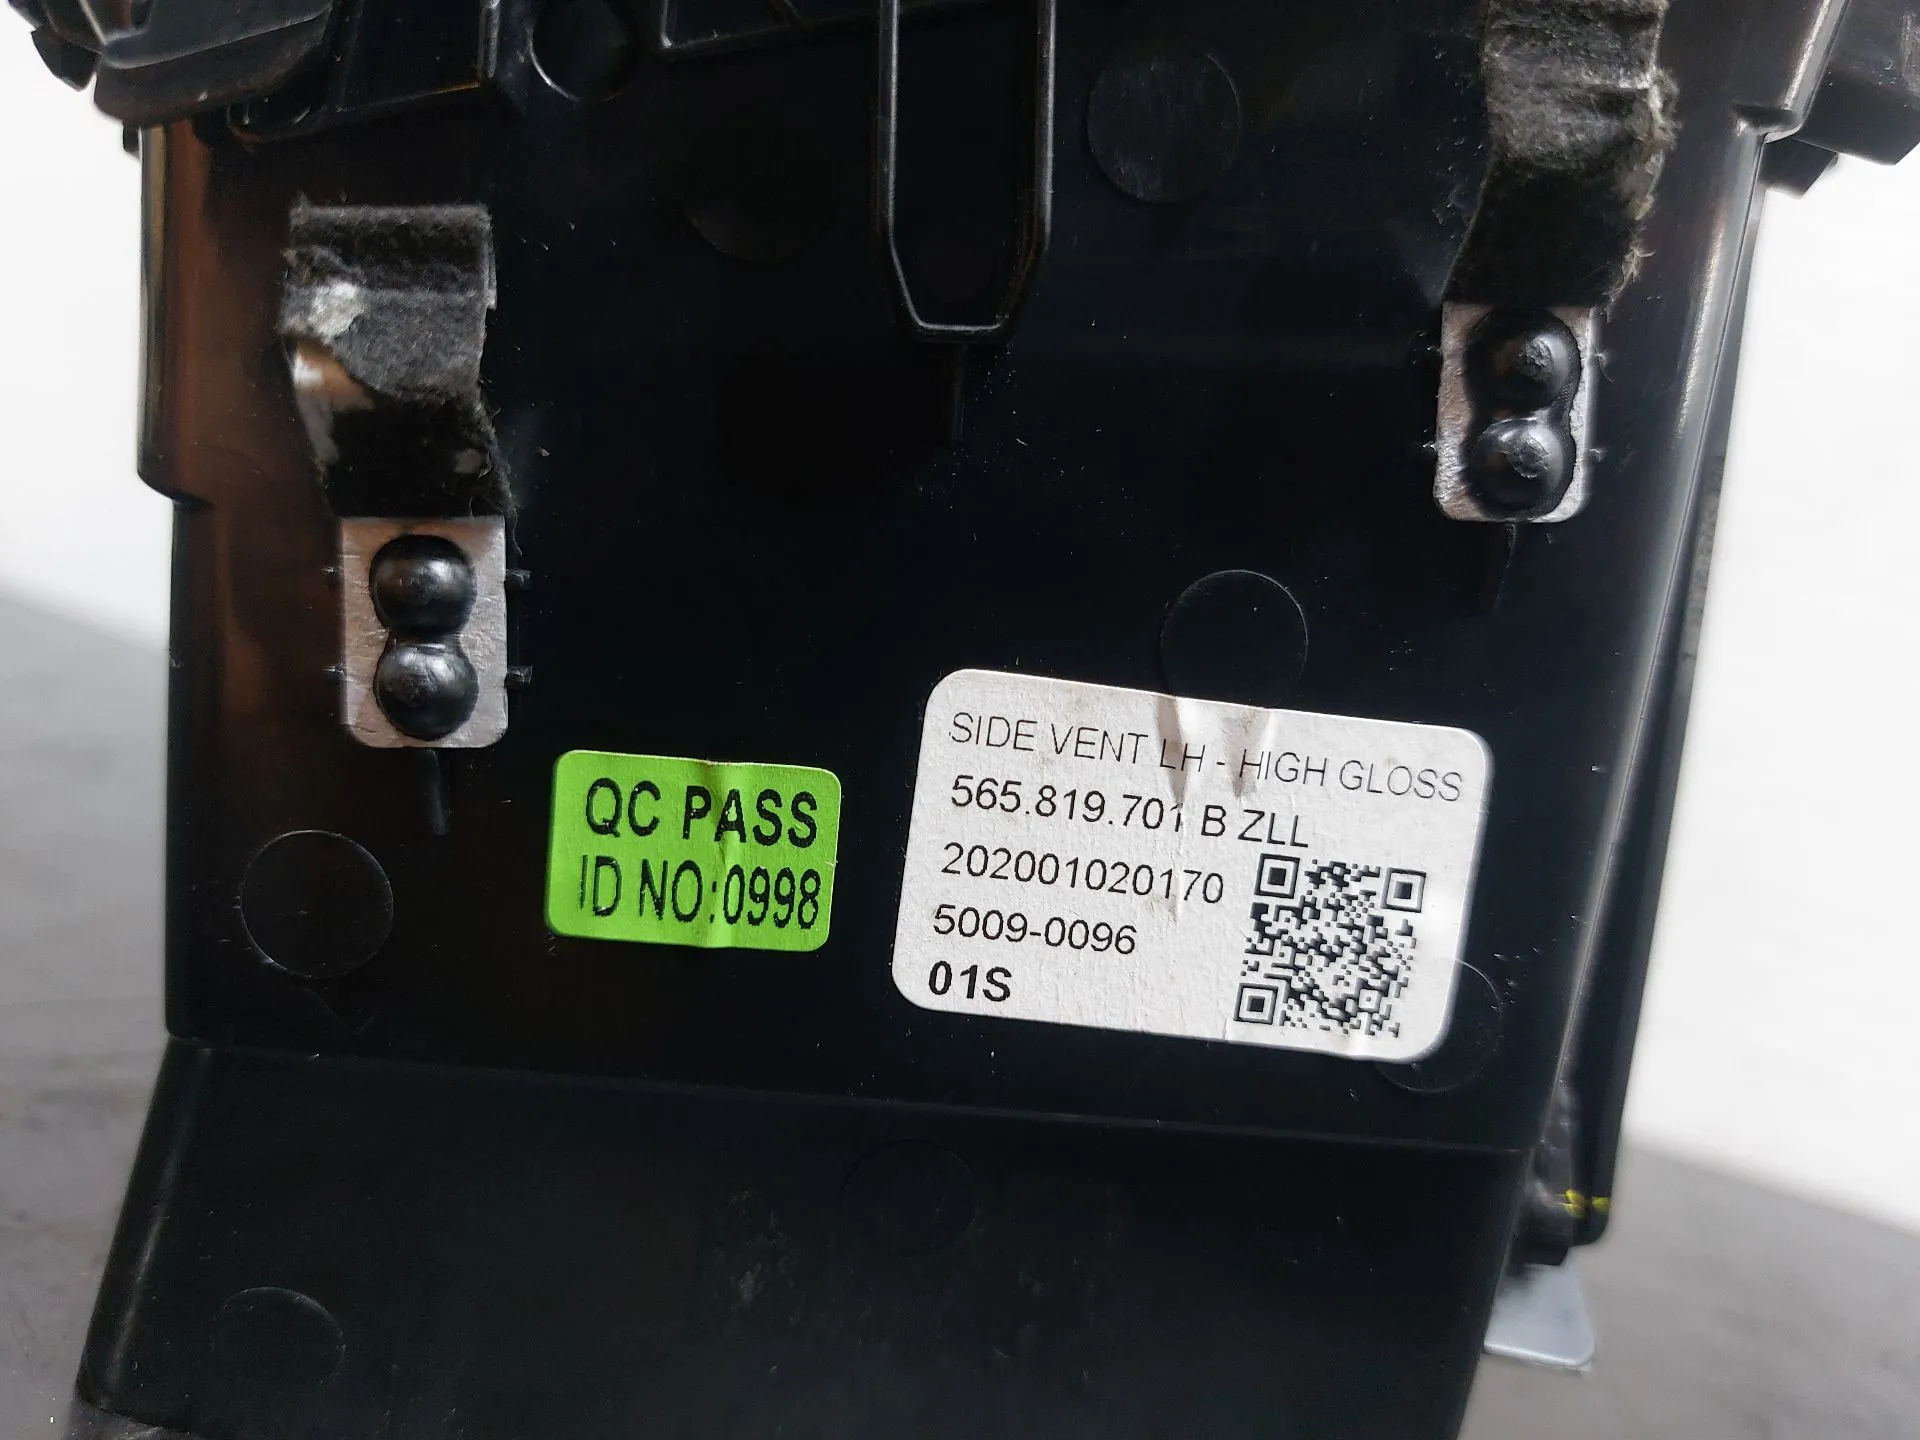 QC PASS
ID NO:0998
SIDE VENT LH - HIGH GLOSS
565.819.701 B ZLL
202001020170
5009-0096
01S